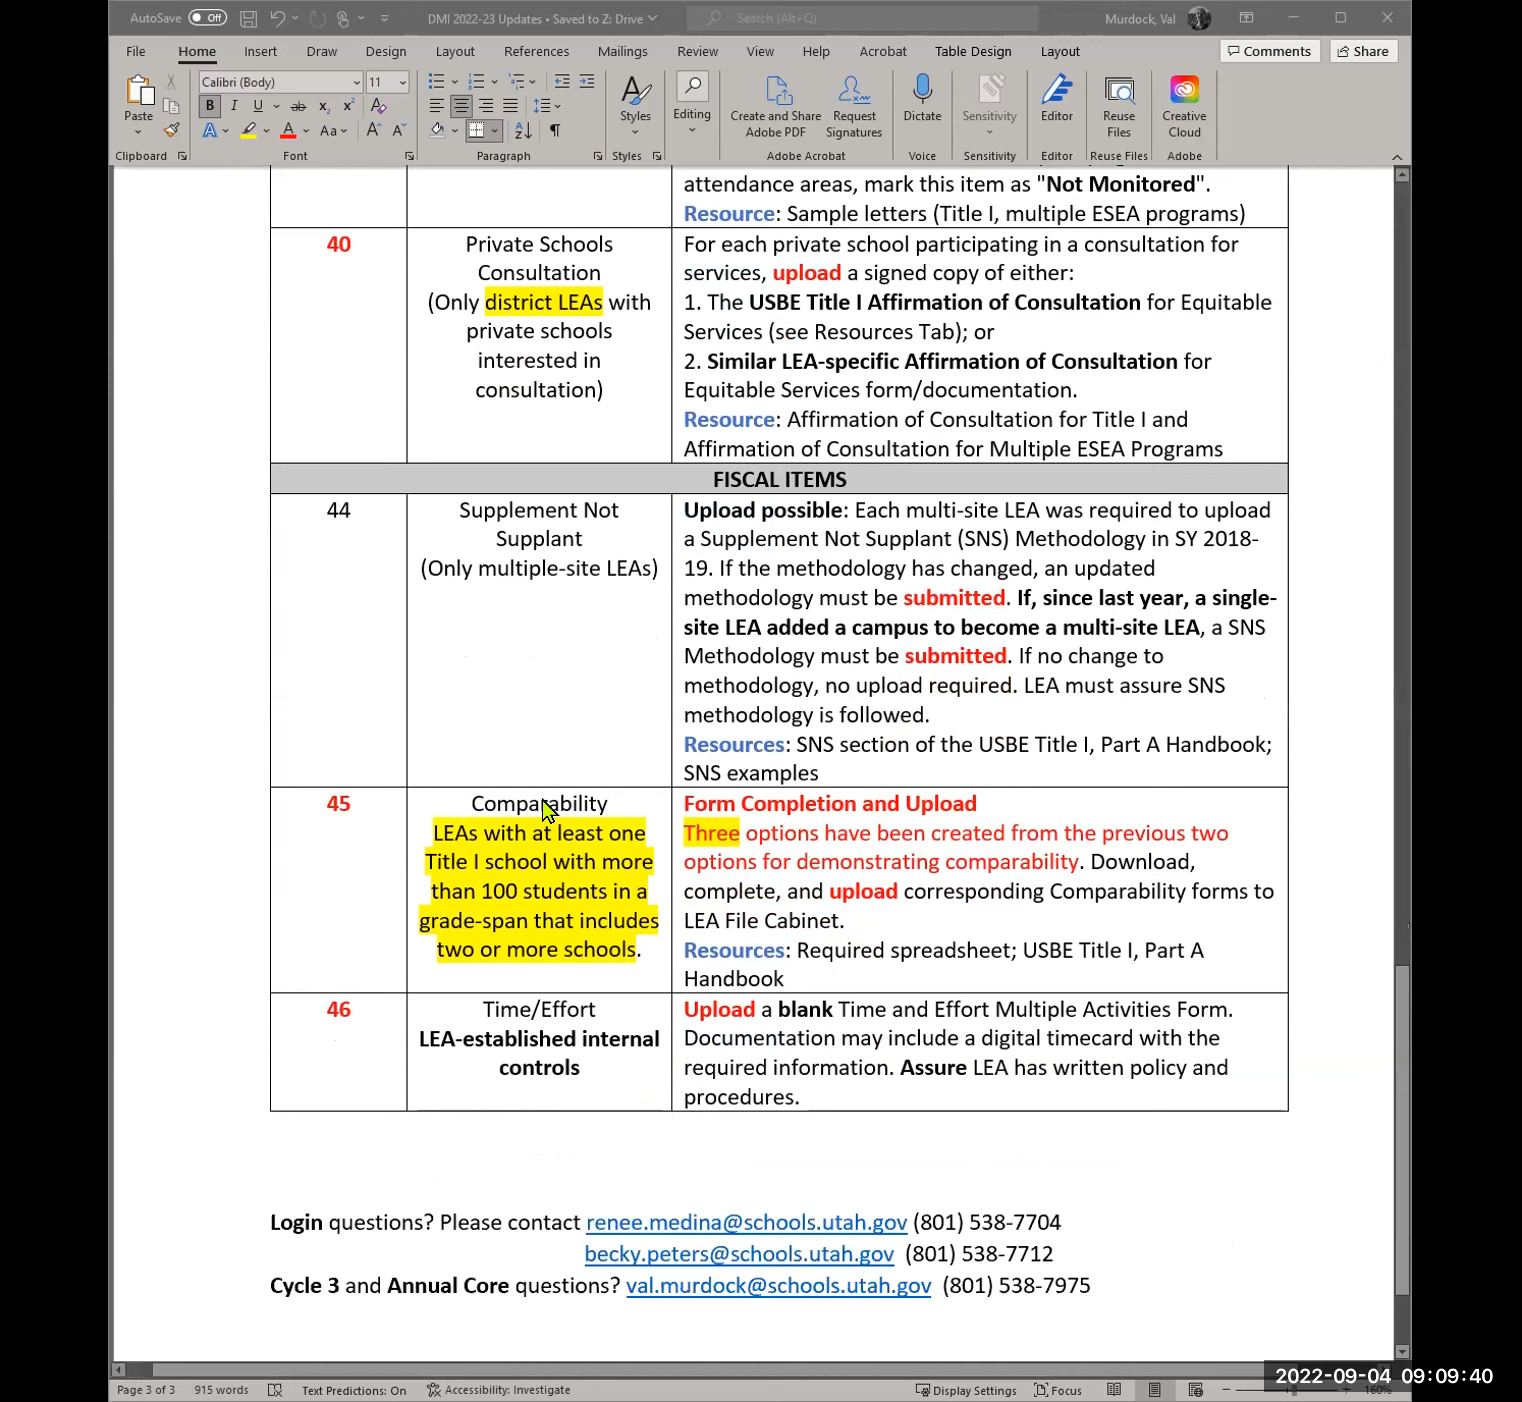 AutoSave Off DMI 2022-23 Updates • Saved to Z: Drive Search (Alt+Q) Murdock, Val
File Home Insert Draw Design Layout References Mailings Review View Help Acrobat Table Design Layout Comments Share
Paste
Calibri (Body) 11
Styles
Editing
Create and Share
Adobe PDF
Request
Signatures
Dictate
Sensitivity
Editor
Reuse
Files
Creative
Cloud
Clipboard Font Paragraph Styles Adobe Acrobat Voice Sensitivity Editor Reuse Files Adobe
attendance areas, mark this item as "Not Monitored".
Resource: Sample letters (Title I, multiple ESEA programs)
40
Private Schools
Consultation
(Only district LEAs with
private schools
interested in
consultation)
For each private school participating in a consultation for
services, upload a signed copy of either:
1. The USBE Title I Affirmation of Consultation for Equitable
Services (see Resources Tab); or
2. Similar LEA-specific Affirmation of Consultation for
Equitable Services form/documentation.
Resource: Affirmation of Consultation for Title I and
Affirmation of Consultation for Multiple ESEA Programs
FISCAL ITEMS
44
Supplement Not
Supplant
(Only multiple-site LEAs)
Upload possible: Each multi-site LEA was required to upload
a Supplement Not Supplant (SNS) Methodology in SY 2018-
19. If the methodology has changed, an updated
methodology must be submitted. If, since last year, a single-
site LEA added a campus to become a multi-site LEA, a SNS
Methodology must be submitted. If no change to
methodology, no upload required. LEA must assure SNS
methodology is followed.
Resources: SNS section of the USBE Title I, Part A Handbook;
SNS examples
45
Comparability
LEAs with at least one
Title I school with more
than 100 students in a
grade-span that includes
two or more schools.
Form Completion and Upload
Three options have been created from the previous two
options for demonstrating comparability. Download,
complete, and upload corresponding Comparability forms to
LEA File Cabinet.
Resources: Required spreadsheet; USBE Title I, Part A
Handbook
46
Time/Effort
LEA-established internal
controls
Upload a blank Time and Effort Multiple Activities Form.
Documentation may include a digital timecard with the
required information. Assure LEA has written policy and
procedures.
Login questions? Please contact renee.medina@schools.utah.gov (801) 538-7704
becky.peters@schools.utah.gov (801) 538-7712
Cycle 3 and Annual Core questions? val.murdock@schools.utah.gov (801) 538-7975
Page 3 of 3 915 words Text Predictions: On Accessibility: Investigate Display Settings Focus 160%
2022-09-04 09:09:40